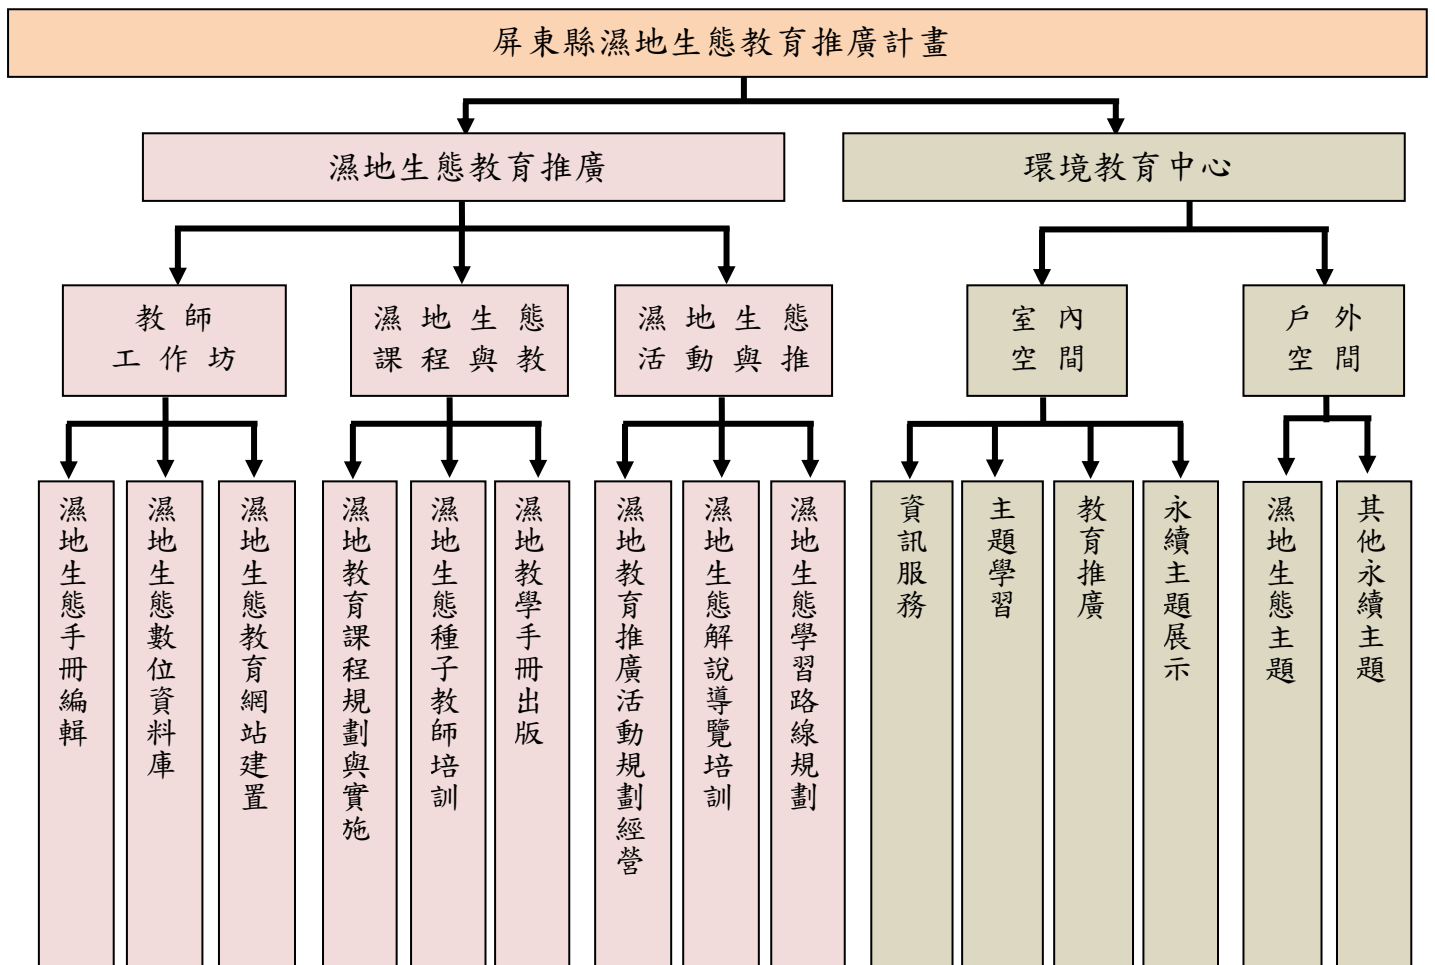 屏東縣濕地生態教育推廣計畫
濕地生態教育推廣
環境教育中心
教師
工作坊
濕地生態
課程與教
濕地生態
活動與推
室內
空間
戶外
空間
濕地生態手冊編輯
濕地生態數位資料庫
濕地生態教育網站建置
濕地教育課程規劃與實施
濕地生態種子教師培訓
濕地教學手冊出版
濕地教育推廣活動規劃經營
濕地生態解說導覽培訓
濕地生態學習路線規劃
資訊服務
主題學習
教育推廣
永續主題展示
濕地生態主題
其他永續主題